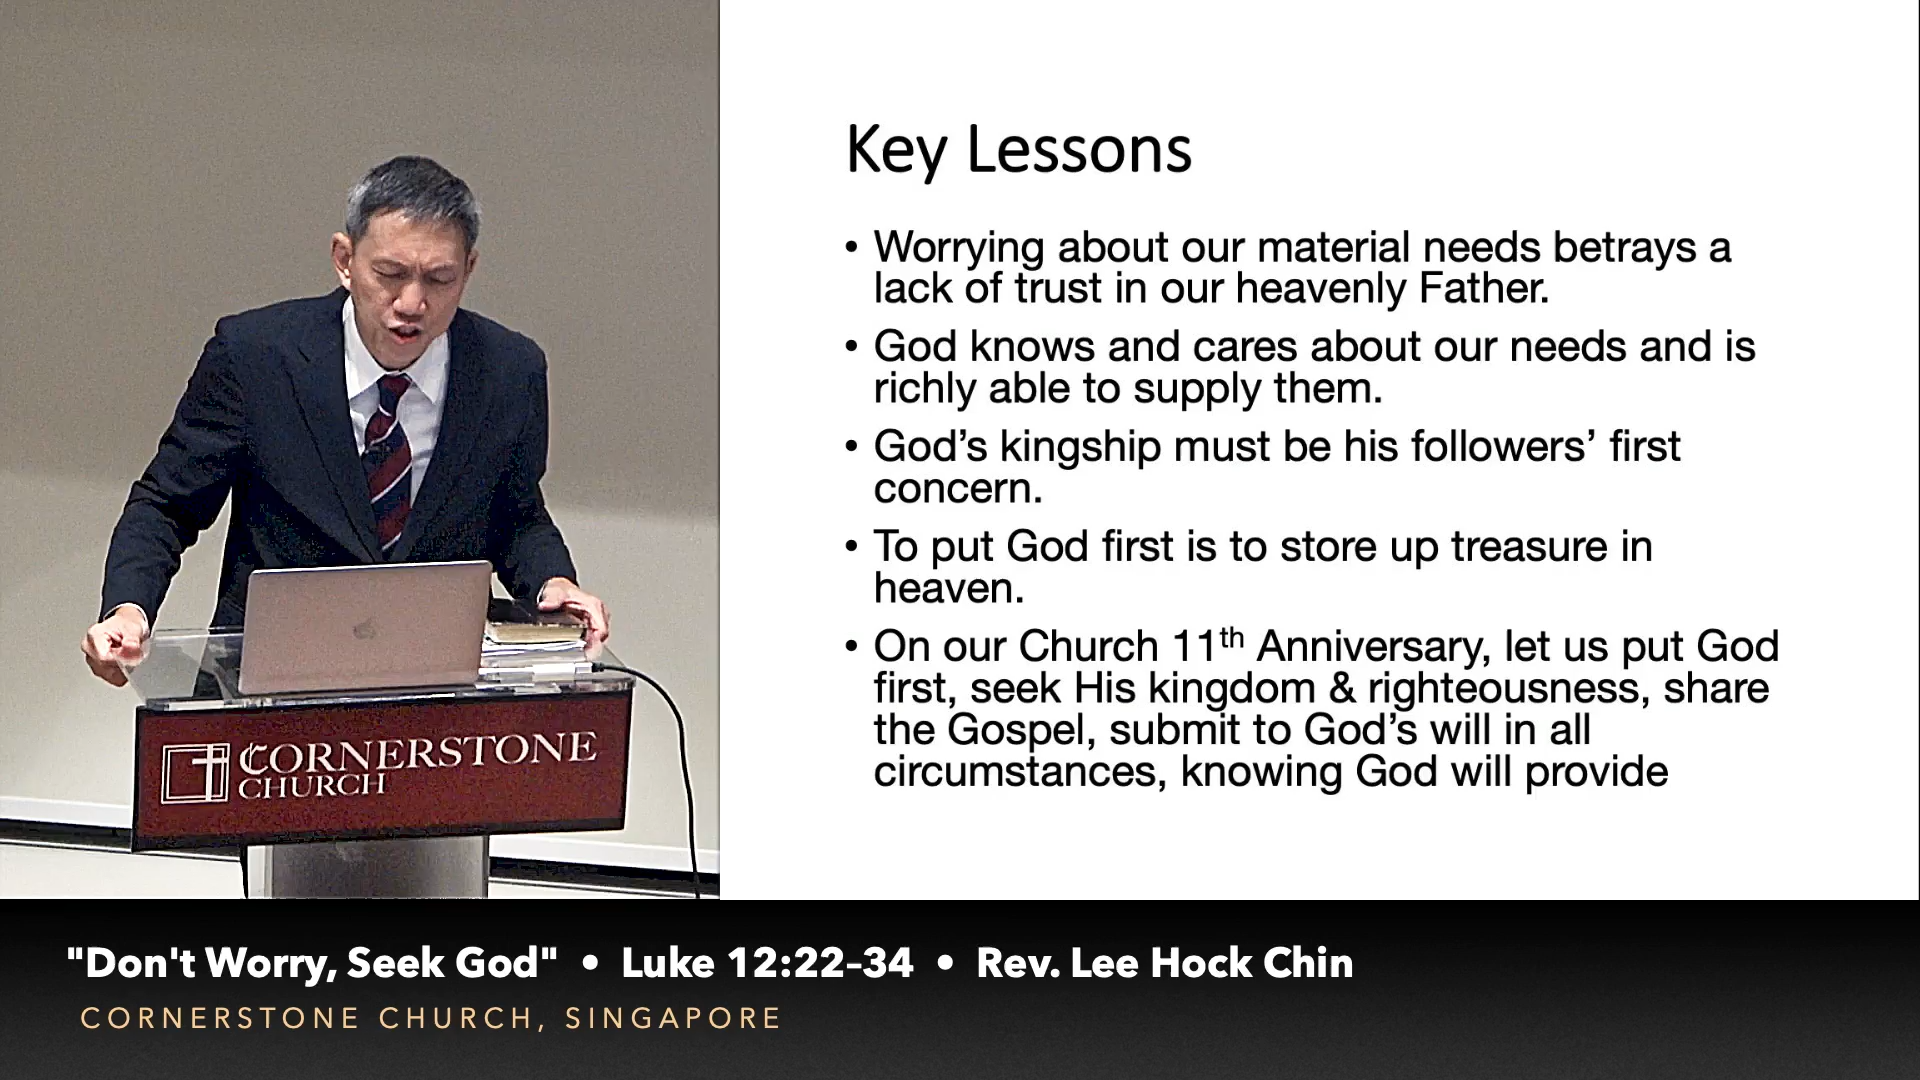 Key Lessons
• Worrying about our material needs betrays a
lack of trust in our heavenly Father.
• God knows and cares about our needs and is
richly able to supply them.
• God’s kingship must be his followers’ first
concern.
• To put God first is to store up treasure in
heaven.
• On our Church 11th Anniversary, let us put God
first, seek His kingdom & righteousness, share
the Gospel, submit to God’s will in all
circumstances, knowing God will provide
CORNERSTONE
CHURCH
"Don't Worry, Seek God" • Luke 12:22–34 • Rev. Lee Hock Chin
CORNERSTONE CHURCH, SINGAPORE